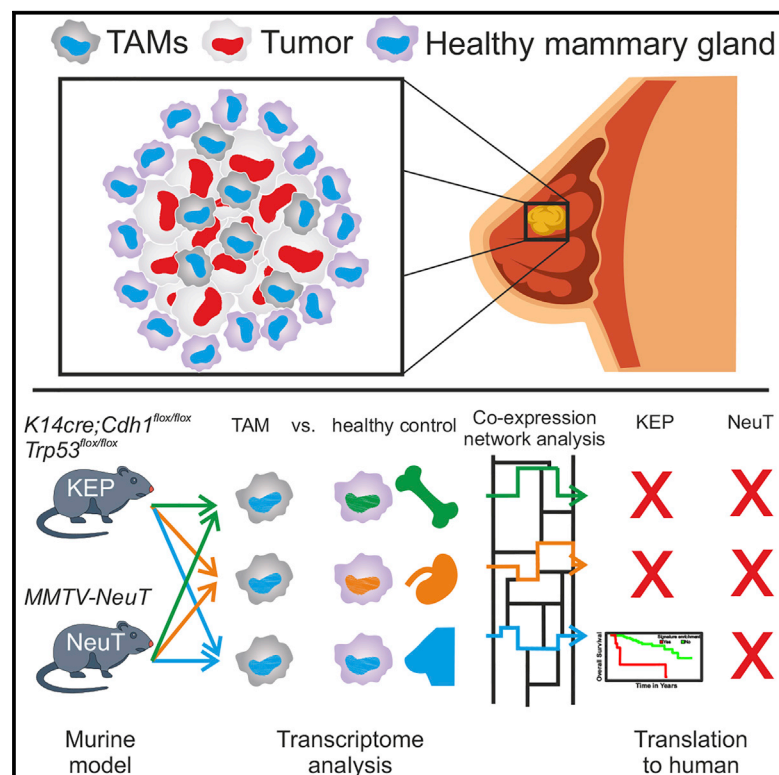 TAMs Tumor Healthy mammary gland
K14cre;Cdh1flox/flox
Trp53flox/flox
TAM vs. healthy control
Co-expression
network analysis
KEP NeuT
KEP
MMTV-NeuT
NeuT
Signature enrichment
Yes No
Overall Survival
Time in Years
Murine
model
Transcriptome
analysis
Translation
to human